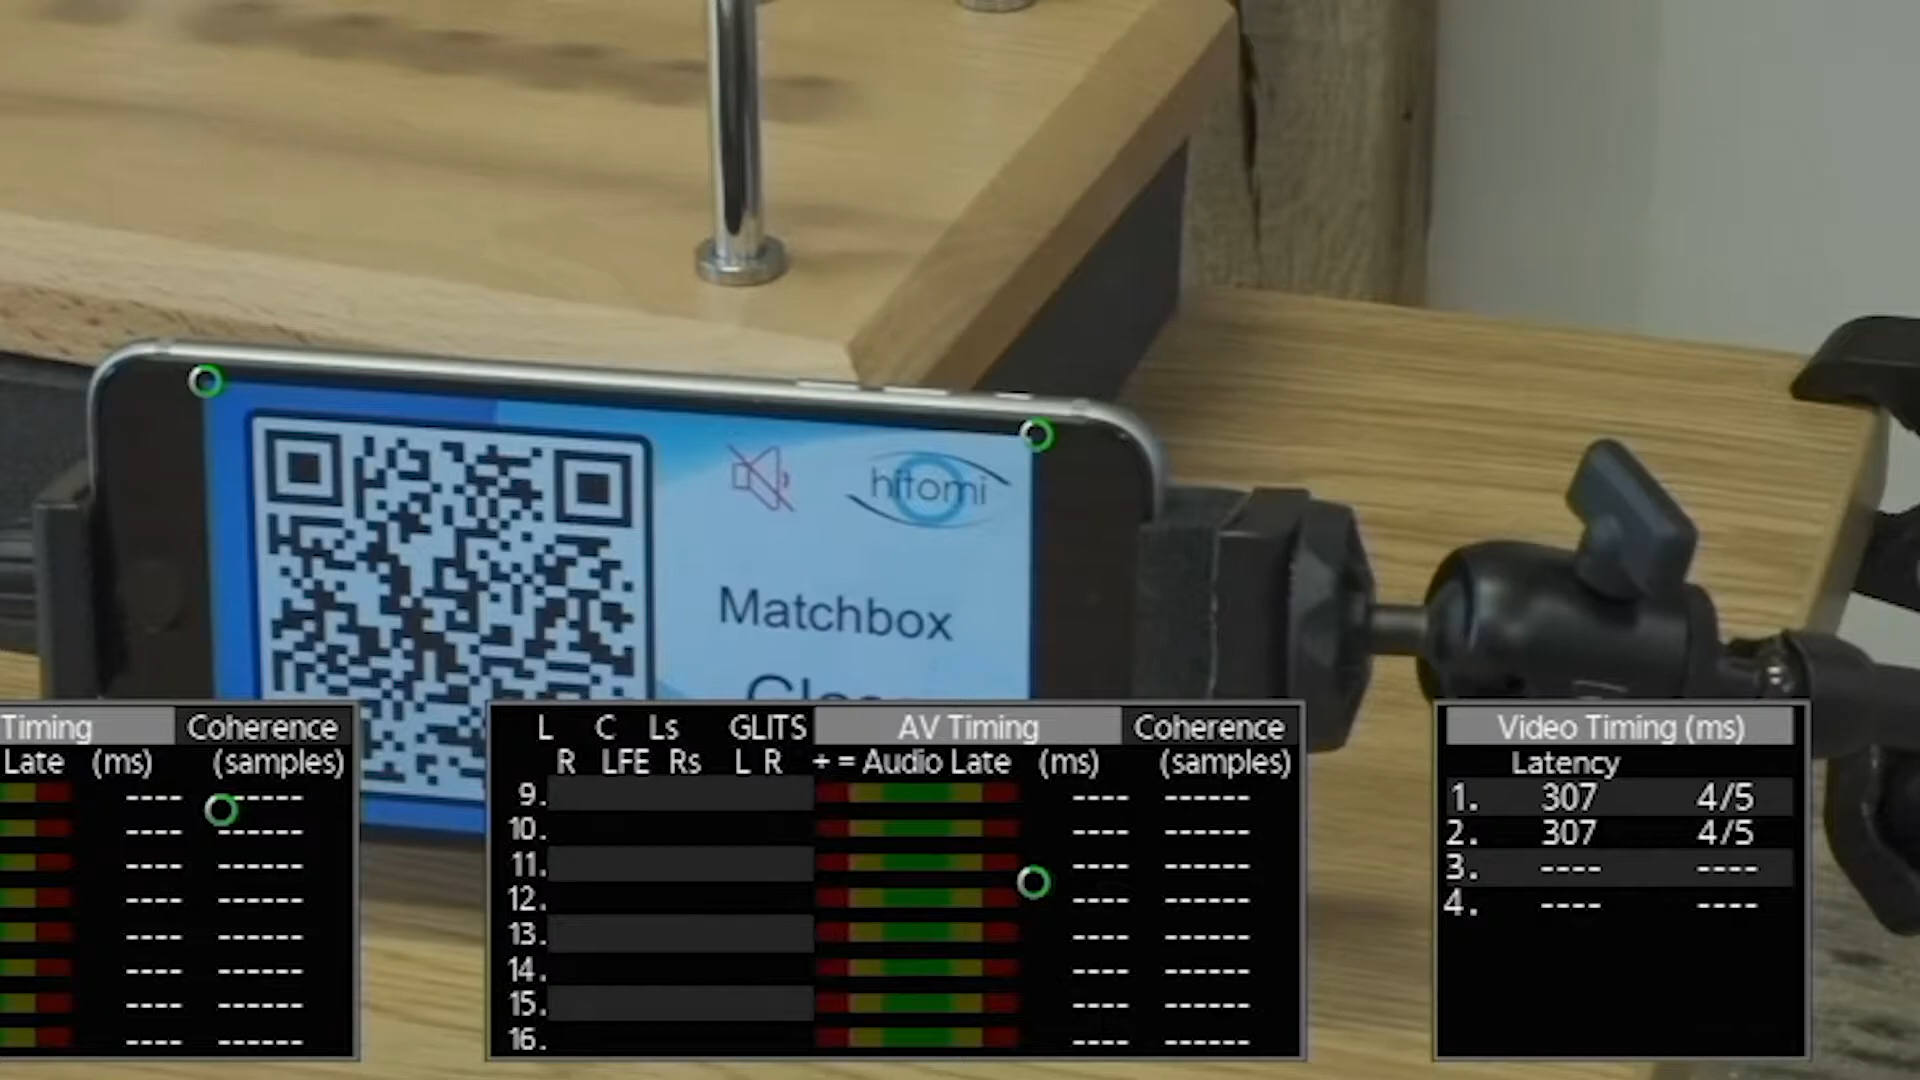 hitomi
Matchbox
Timing Coherence
Late (ms) (samples)
---- ------
---- ------
---- ------
---- ------
---- ------
---- ------
---- ------
---- ------
L C Ls GLITS AV Timing Coherence
R LFE Rs L R + = Audio Late (ms) (samples)
9. ---- ------
10. ---- ------
11. ---- ------
12. ---- ------
13. ---- ------
14. ---- ------
15. ---- ------
16. ---- ------
Video Timing (ms)
Latency
1. 307 4/5
2. 307 4/5
3. ---- ----
4. ---- ----